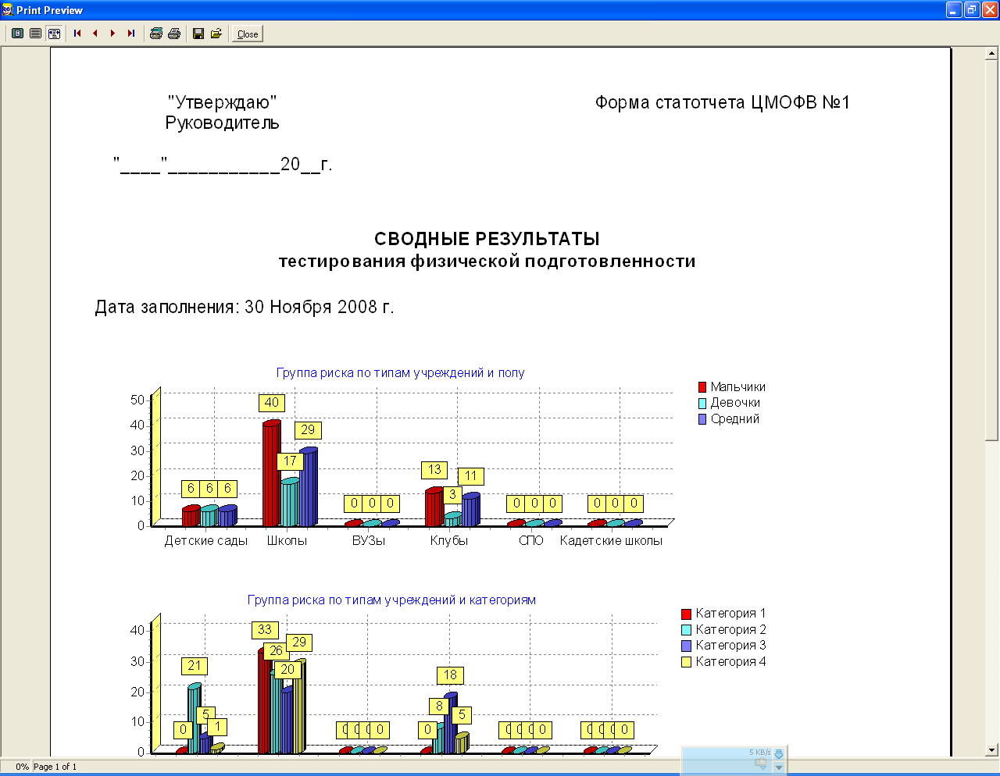 Print Preview
Close
"Утверждаю"
Форма статотчета ЦМОФВ №1
Руководитель
"____"___________20__г.
СВОДНЫЕ РЕЗУЛЬТАТЫ
тестирования физической подготовленности
Дата заполнения: 30 Ноября 2008 г.
Группа риска по типам учреждений и полу
Мальчики
Девочки
Средний
50
40
30
20
10
0
6 6 6
40 17 29
0 0 0
13 3 11
0 0 0
0 0 0
Детские сады Школы ВУЗы Клубы СПО Кадетские школы
Группа риска по типам учреждений и категориям
Категория 1
Категория 2
Категория 3
Категория 4
40
30
20
10
0
0 21 5 1
33 26 20 29
0 0 0 0
0 8 18 5
0 0 0 0
0 0 0 0
5 KB/s
0% Page 1 of 1